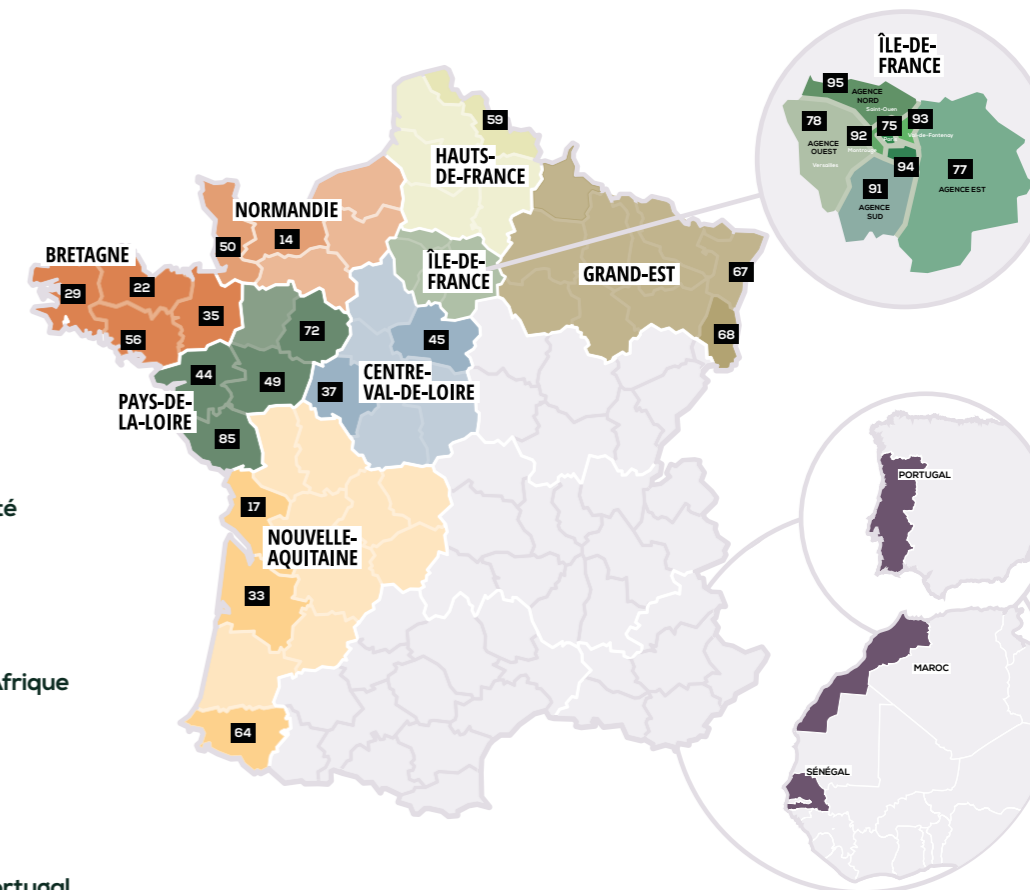 ÎLE-DE-
FRANCE
95
AGENCE
NORD
Saint-Ouen
78
75
93
92
Val-de-Fontenay
AGENCE
OUEST
Montrouge
Versailles
94
77
91
AGENCE EST
AGENCE
SUD
59
HAUTS-
DE-FRANCE
NORMANDIE
50
14
BRETAGNE
29
22
35
56
ÎLE-DE-
FRANCE
GRAND-EST
67
68
72
45
44
49
37
CENTRE-
VAL-DE-LOIRE
PAYS-DE-
LA-LOIRE
85
17
té
NOUVELLE-
AQUITAINE
33
64
PORTUGAL
Afrique
MAROC
SÉNÉGAL
ortugal